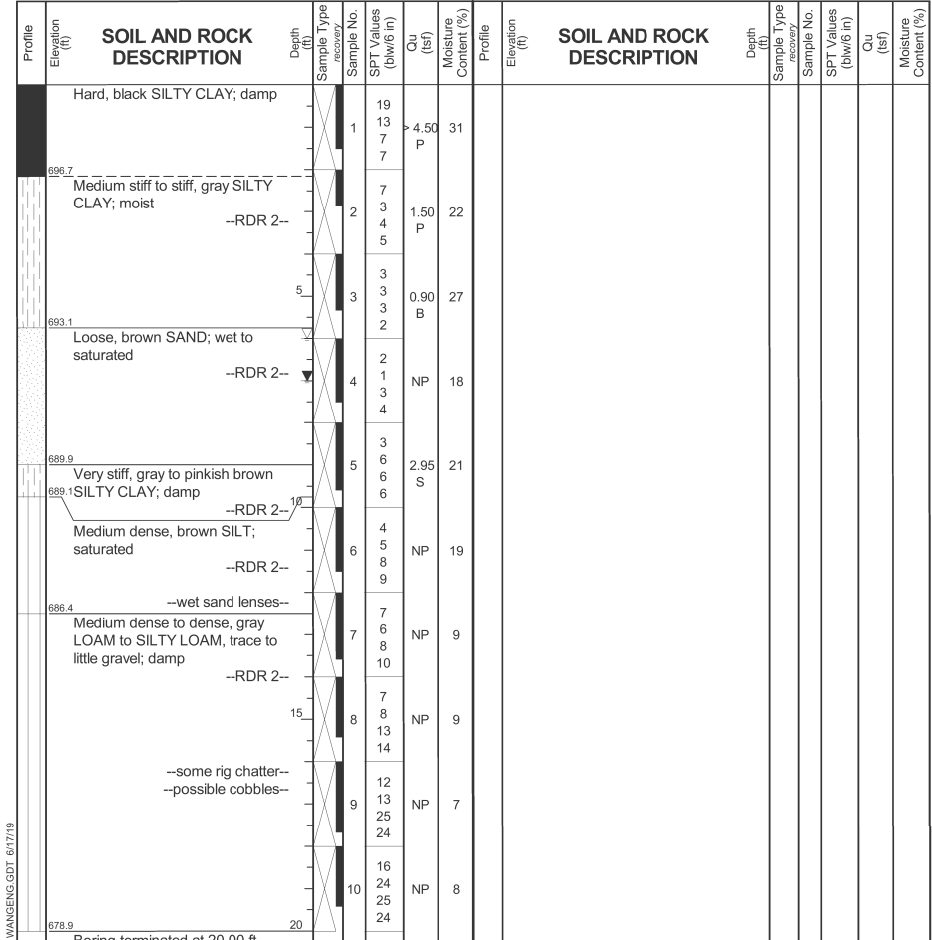 Profile
Elevation
(ft)
SOIL AND ROCK
DESCRIPTION
Depth
(ft)
Sample Type
recovery
Sample No.
SPT Values
(blw/6 in)
Qu
(tsf)
Moisture
Content (%)
Profile
Elevation
(ft)
SOIL AND ROCK
DESCRIPTION
Depth
(ft)
Sample Type
recovery
Sample No.
SPT Values
(blw/6 in)
Qu
(tsf)
Moisture
Content (%)
Hard, black SILTY CLAY; damp
1
19
13
7
7
> 4.50
P
31
696.7
Medium stiff to stiff, gray SILTY
CLAY; moist
--RDR 2--
2
7
3
4
5
1.50
P
22
5
3
3
3
3
2
0.90
B
27
693.1
Loose, brown SAND; wet to
saturated
--RDR 2--
4
2
1
3
4
NP
18
5
3
6
6
6
2.95
S
21
689.9
Very stiff, gray to pinkish brown
689.1 SILTY CLAY; damp
--RDR 2--
10
Medium dense, brown SILT;
saturated
--RDR 2--
6
4
5
8
9
NP
19
--wet sand lenses--
686.4
Medium dense to dense, gray
LOAM to SILTY LOAM, trace to
little gravel; damp
--RDR 2--
7
7
6
8
10
NP
9
15
8
7
8
13
14
NP
9
--some rig chatter--
--possible cobbles--
9
12
13
25
24
NP
7
10
16
24
25
24
NP
8
678.9
20
Boring terminated at 20.00 ft
WANGENG.GDT 6/17/19